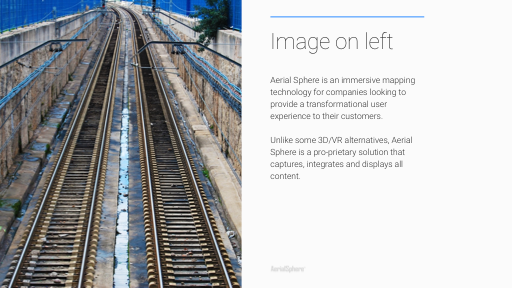 Image on left
Aerial Sphere is an immersive mapping
technology for companies looking to
provide a transformational user
experience to their customers.
Unlike some 3D/VR alternatives, Aerial
Sphere is a pro-prietary solution that
captures, integrates and displays all
content.
AerialSphere